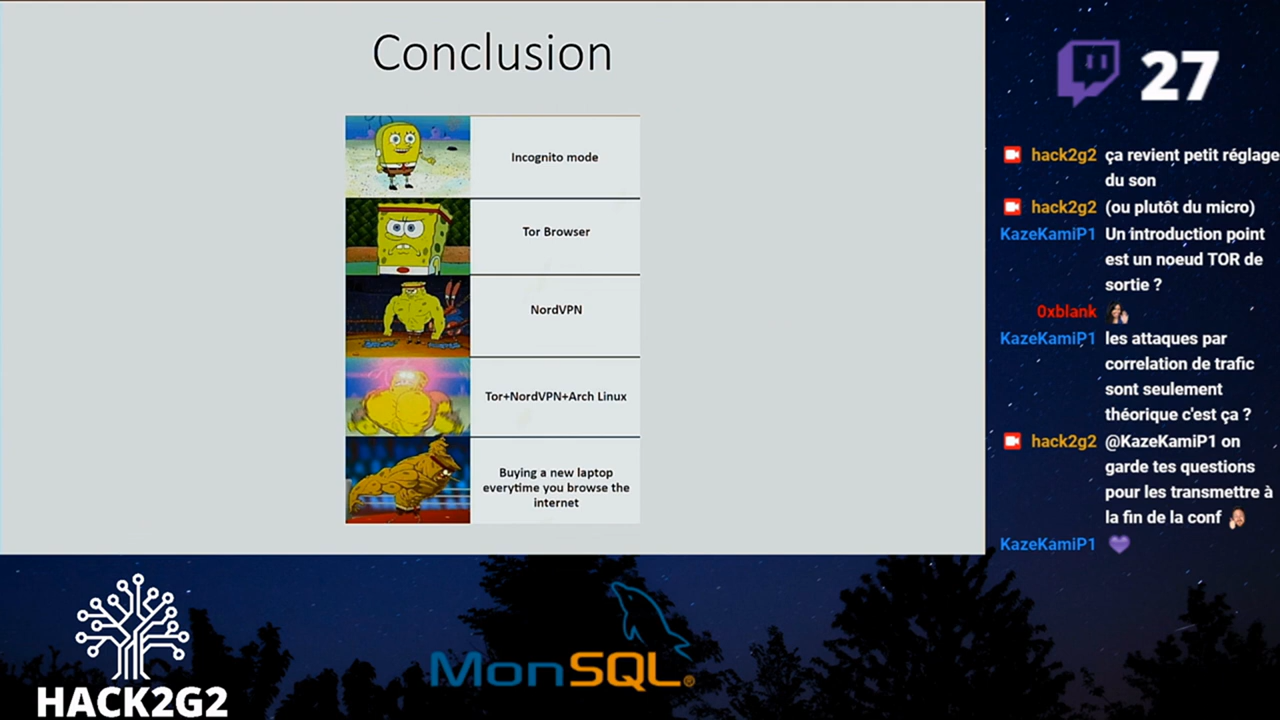 Conclusion
Incognito mode
Tor Browser
NordVPN
Tor+NordVPN+Arch Linux
Buying a new laptop
everytime you browse the
internet
27
hack2g2 ça revient petit réglage
du son
hack2g2 (ou plutôt du micro)
KazeKamiP1 Un introduction point
est un noeud TOR de
sortie ?
0xblank
KazeKamiP1 les attaques par
correlation de trafic
sont seulement
théorique c'est ça ?
hack2g2 @KazeKamiP1 on
garde tes questions
pour les transmettre à
la fin de la conf
KazeKamiP1
HACK2G2
MonSQL®